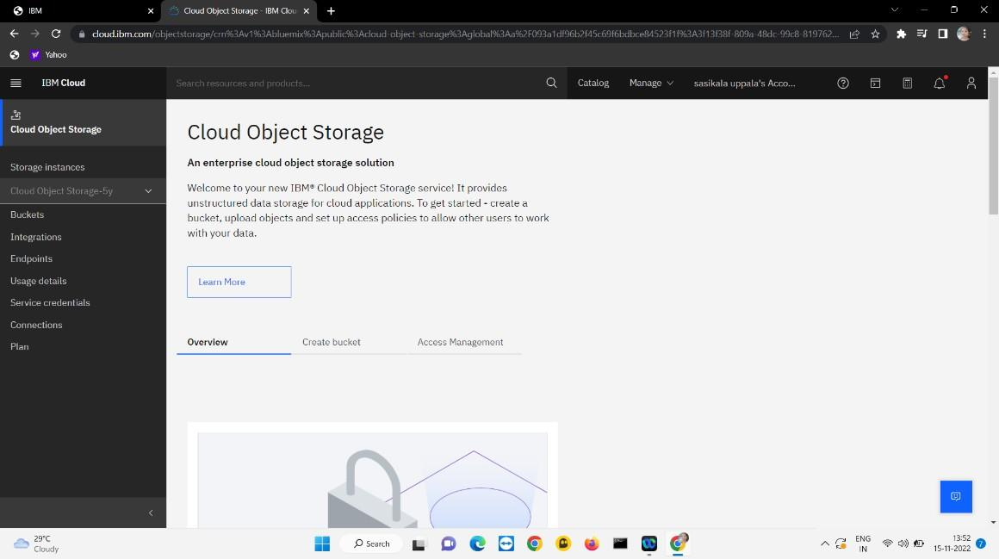 IBM
Cloud Object Storage - IBM Clou
cloud.ibm.com/objectstorage/crn%3Av1%3Abluemix%3Apublic%3Acloud-object-storage%3Aglobal%3Aa%2F093a1df96b2f45c69f6bdbce84523f1f%3A3f13f38f-809a-48dc-99c8-819762...
Yahoo
IBM Cloud
Search resources and products...
Catalog
Manage
sasikala uppala's Acco...
Cloud Object Storage
Storage instances
Cloud Object Storage-5y
Buckets
Integrations
Endpoints
Usage details
Service credentials
Connections
Plan
Cloud Object Storage
An enterprise cloud object storage solution
Welcome to your new IBM® Cloud Object Storage service! It provides
unstructured data storage for cloud applications. To get started - create a
bucket, upload objects and set up access policies to allow other users to work
with your data.
Learn More
Overview
Create bucket
Access Management
29°C
Cloudy
Search
ENG
IN
13:52
15-11-2022
7